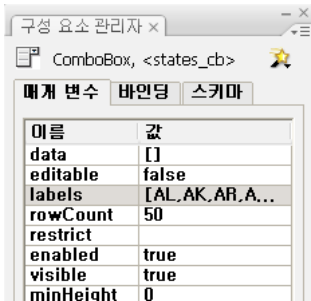 구성 요소 관리자 ×
ComboBox, <states_cb>
매개 변수 바인딩 스키마
이름 값
data []
editable false
labels [AL,AK,AR,A...
rowCount 50
restrict
enabled true
visible true
minHeight 0